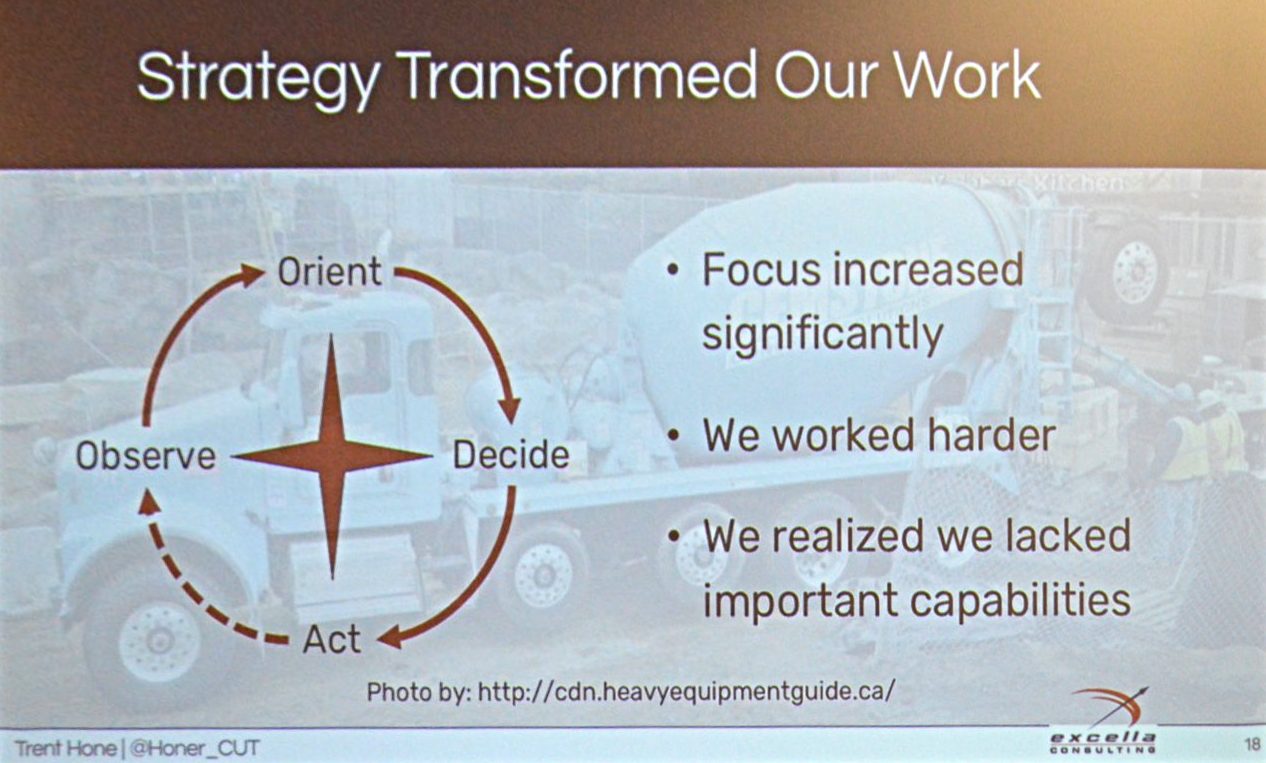 Strategy Transformed Our Work
Orient
Observe
Decide
Act
• Focus increased
significantly
• We worked harder
• We realized we lacked
important capabilities
Photo by: http://cdn.heavyequipmentguide.ca/
Trent Hone | @Honer_CUT
excella
CONSULTING
18